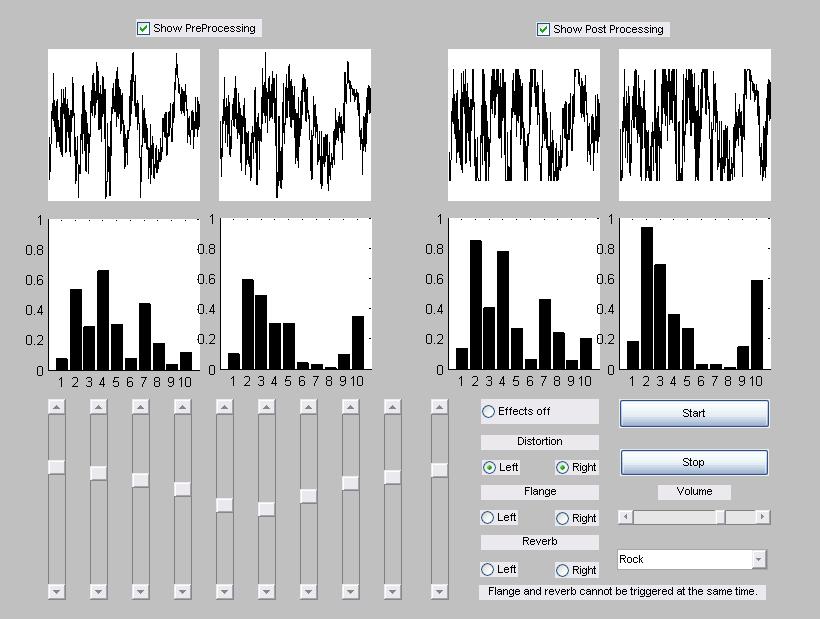 Show PreProcessing
Show Post Processing
1
0.8
0.6
0.4
0.2
0
1 2 3 4 5 6 7 8 9 10
1
0.8
0.6
0.4
0.2
0
1 2 3 4 5 6 7 8 9 10
1
0.8
0.6
0.4
0.2
0
1 2 3 4 5 6 7 8 9 10
1
0.8
0.6
0.4
0.2
0
1 2 3 4 5 6 7 8 9 10
Effects off
Distortion
Left Right
Flange
Left Right
Reverb
Left Right
Start
Stop
Volume
Rock
Flange and reverb cannot be triggered at the same time.